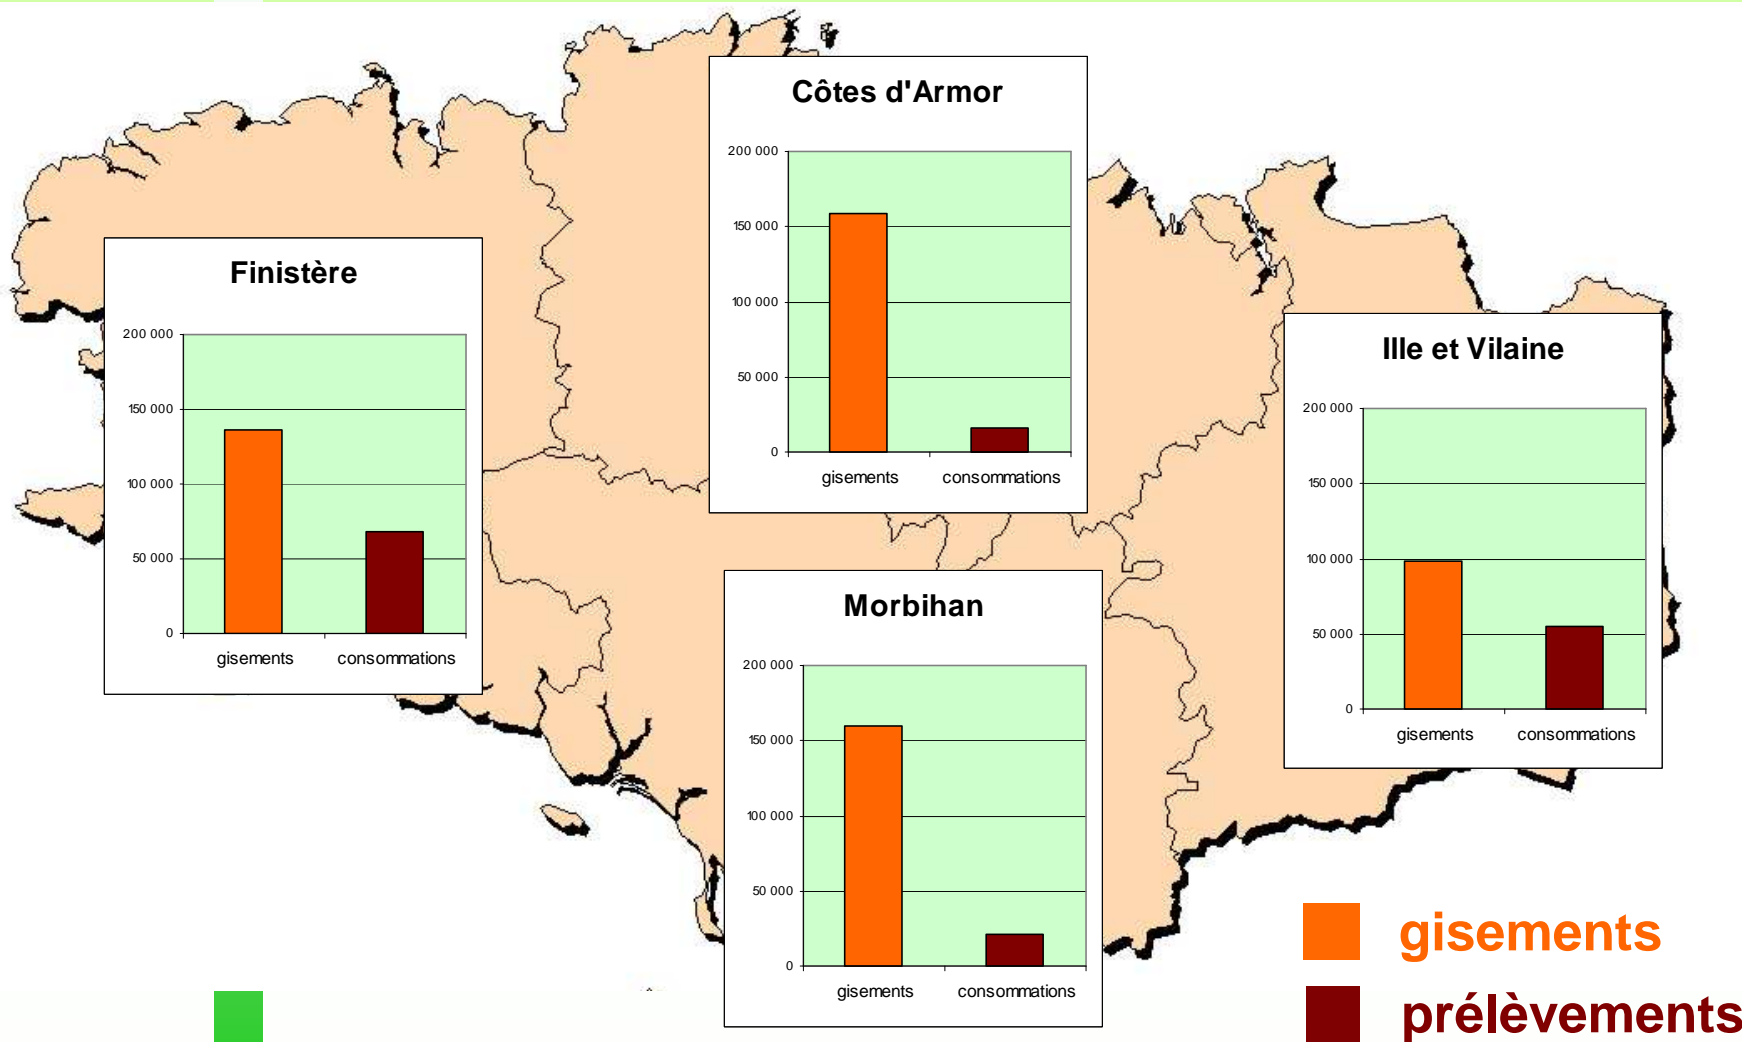 Côtes d'Armor
200 000
150 000
100 000
50 000
0
gisements consommations
Finistère
200 000
150 000
100 000
50 000
0
gisements consommations
Ille et Vilaine
200 000
150 000
100 000
50 000
0
gisements consommations
Morbihan
200 000
150 000
100 000
50 000
0
gisements consommations
gisements
prélèvements